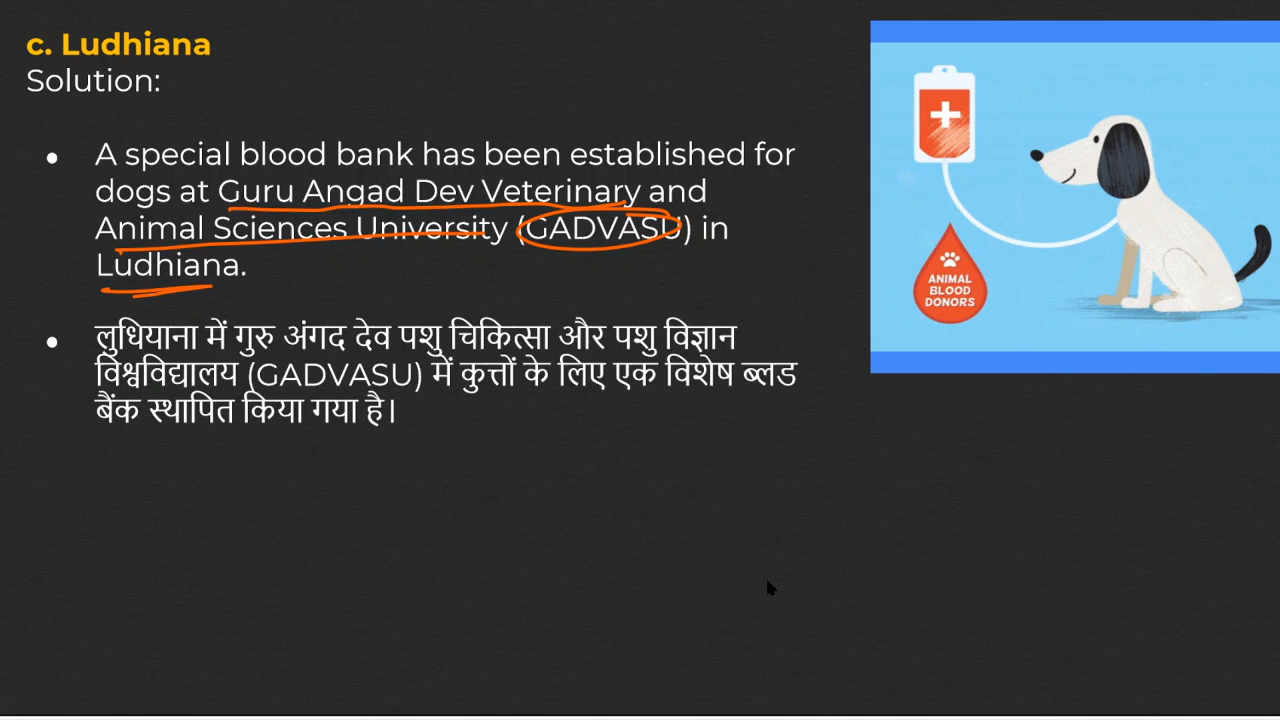 c. Ludhiana
Solution:
● A special blood bank has been established for
dogs at Guru Angad Dev Veterinary and
Animal Sciences University (GADVASU) in
Ludhiana.
● लुधियाना में गुरु अंगद देव पशु चिकित्सा और पशु विज्ञान
विश्वविद्यालय (GADVASU) में कुत्तों के लिए एक विशेष ब्लड
बैंक स्थापित किया गया है।
ANIMAL
BLOOD
DONORS